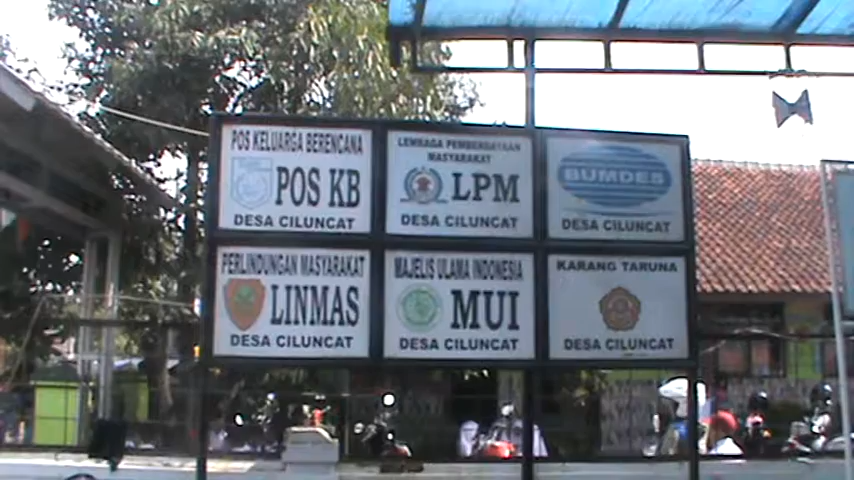 POS KELUARGA BERENCANA
POS KB
DESA CILUNCAT
LEMBAGA PEMBERDAYAAN
MASYARAKAT
LPM
DESA CILUNCAT
BUMDES
DESA CILUNCAT
PERLINDUNGAN MASYARAKAT
LINMAS
DESA CILUNCAT
MAJELIS ULAMA INDONESIA
MUI
DESA CILUNCAT
KARANG TARUNA
DESA CILUNCAT